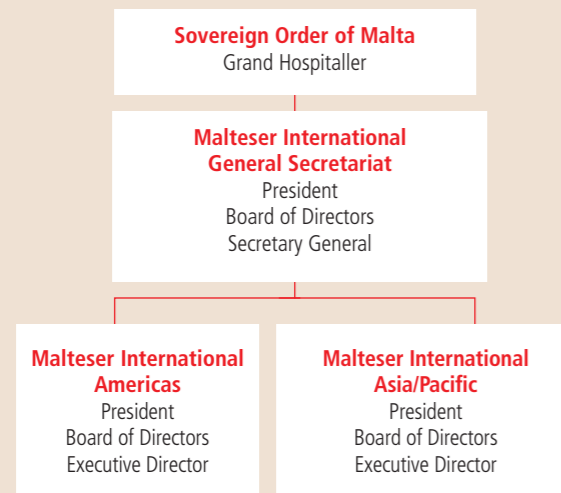 Sovereign Order of Malta
Grand Hospitaller
Malteser International
General Secretariat
President
Board of Directors
Secretary General
Malteser International
Americas
President
Board of Directors
Executive Director
Malteser International
Asia/Pacific
President
Board of Directors
Executive Director